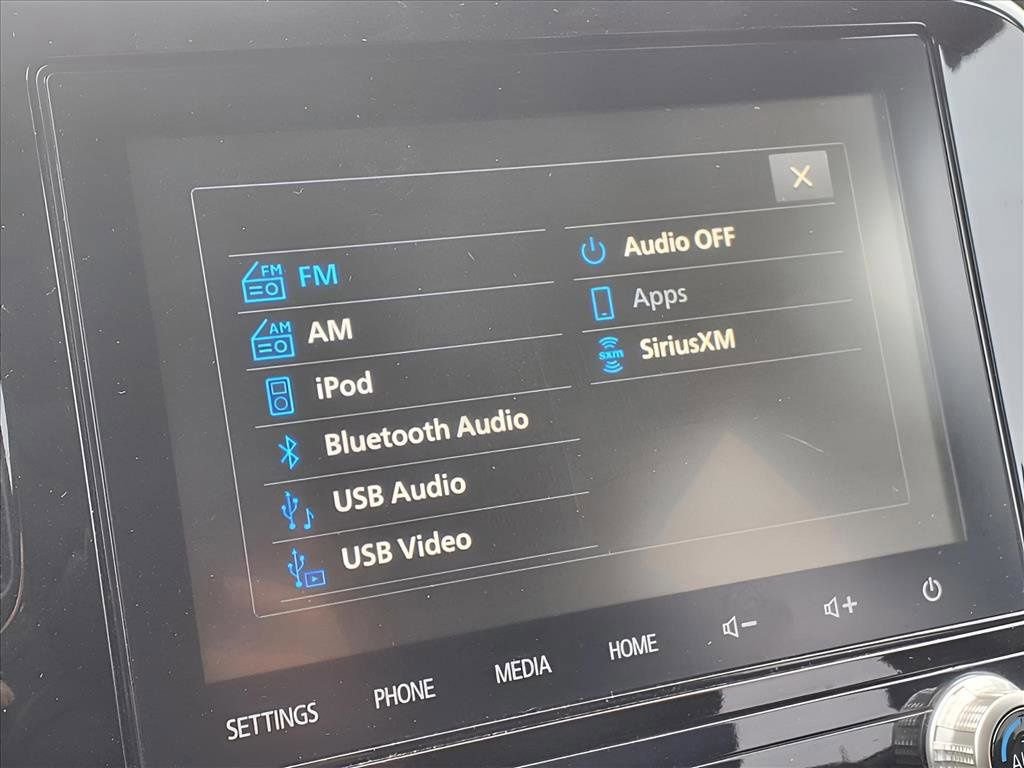 FM FM
AM AM
iPod
Bluetooth Audio
USB Audio
USB Video
Audio OFF
Apps
sxm SiriusXM
SETTINGS
PHONE
MEDIA
HOME